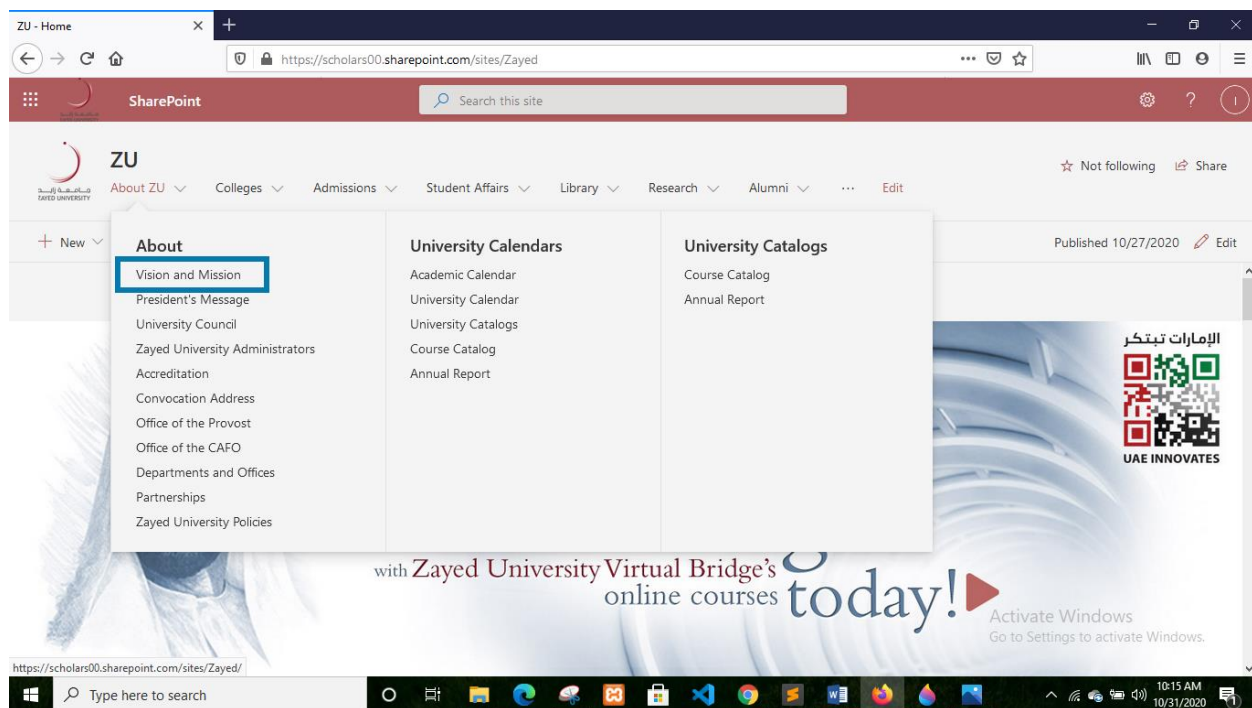 ZU - Home
https://scholars00.sharepoint.com/sites/Zayed
SharePoint
Search this site
ZU
Not following
Share
About ZU
Colleges
Admissions
Student Affairs
Library
Research
Alumni
...
Edit
جامعة زايد
ZAYED UNIVERSITY
New
Published 10/27/2020
Edit
About
Vision and Mission
President's Message
University Council
Zayed University Administrators
Accreditation
Convocation Address
Office of the Provost
Office of the CAFO
Departments and Offices
Partnerships
Zayed University Policies
University Calendars
Academic Calendar
University Calendar
University Catalogs
Course Catalog
Annual Report
University Catalogs
Course Catalog
Annual Report
الإمارات تبتكر
UAE INNOVATES
with Zayed University Virtual Bridge's
online courses today!
Activate Windows
Go to Settings to activate Windows.
https://scholars00.sharepoint.com/sites/Zayed/
Type here to search
10:15 AM
10/31/2020